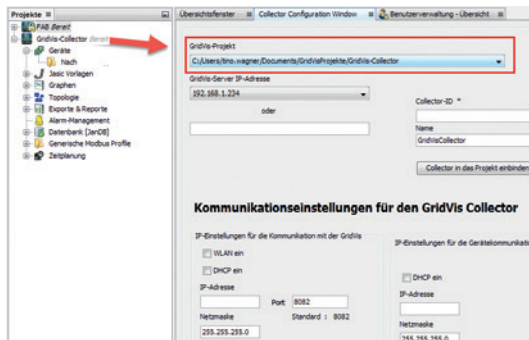 Projekte
FAB Bereit
GridVis-Collector Bereit
Geräte
Nach
Jasic Vorlagen
Graphen
Topologie
Exporte & Reporte
Alarm-Management
Datenbank [JanDB]
Generische Modbus Profile
Zeitplanung
Übersichtsfenster
Collector Configuration Window
Benutzerverwaltung - Übersicht
GridVis-Projekt
C:/Users/tino.wagner/Documents/GridVisProjekte/GridVis-Collector
GridVis-Server IP-Adresse
192.168.1.234
oder
Collector-ID *
Name
GridVisCollector
Collector in das Projekt einbinden
Kommunikationseinstellungen für den GridVis Collector
IP-Einstellungen für die Kommunikation mit der GridVis
WLAN ein
DHCP ein
IP-Adresse
Port 8082
Netzmaske
Standard : 8082
255.255.255.0
IP-Einstellungen für die Gerätekommunikati
DHCP ein
IP-Adresse
Netzmaske
255.255.255.0